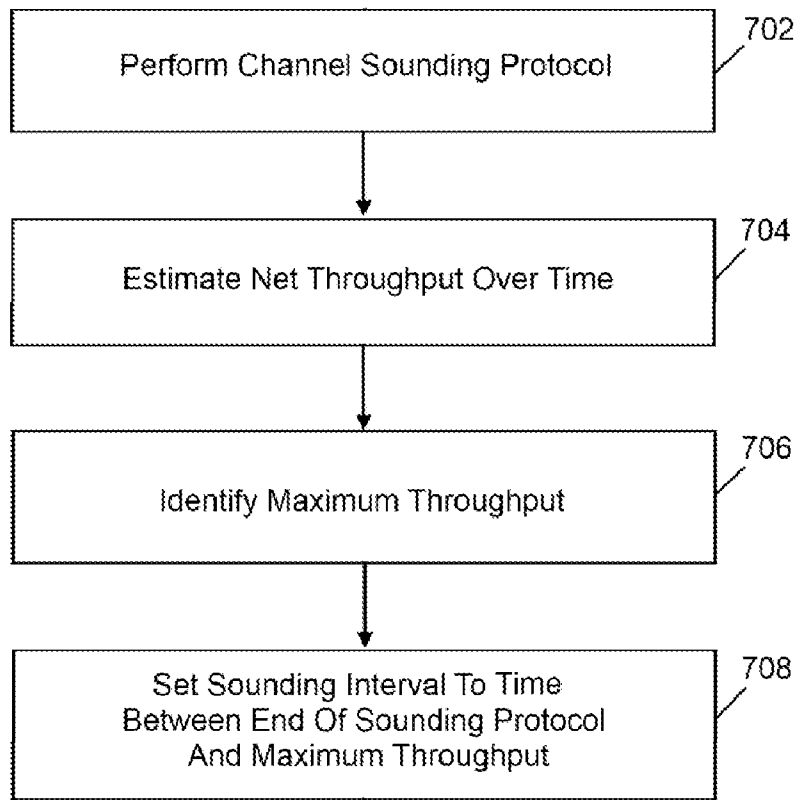 702
Perform Channel Sounding Protocol
704
Estimate Net Throughput Over Time
706
Identify Maximum Throughput
708
Set Sounding Interval To Time
Between End Of Sounding Protocol
And Maximum Throughput